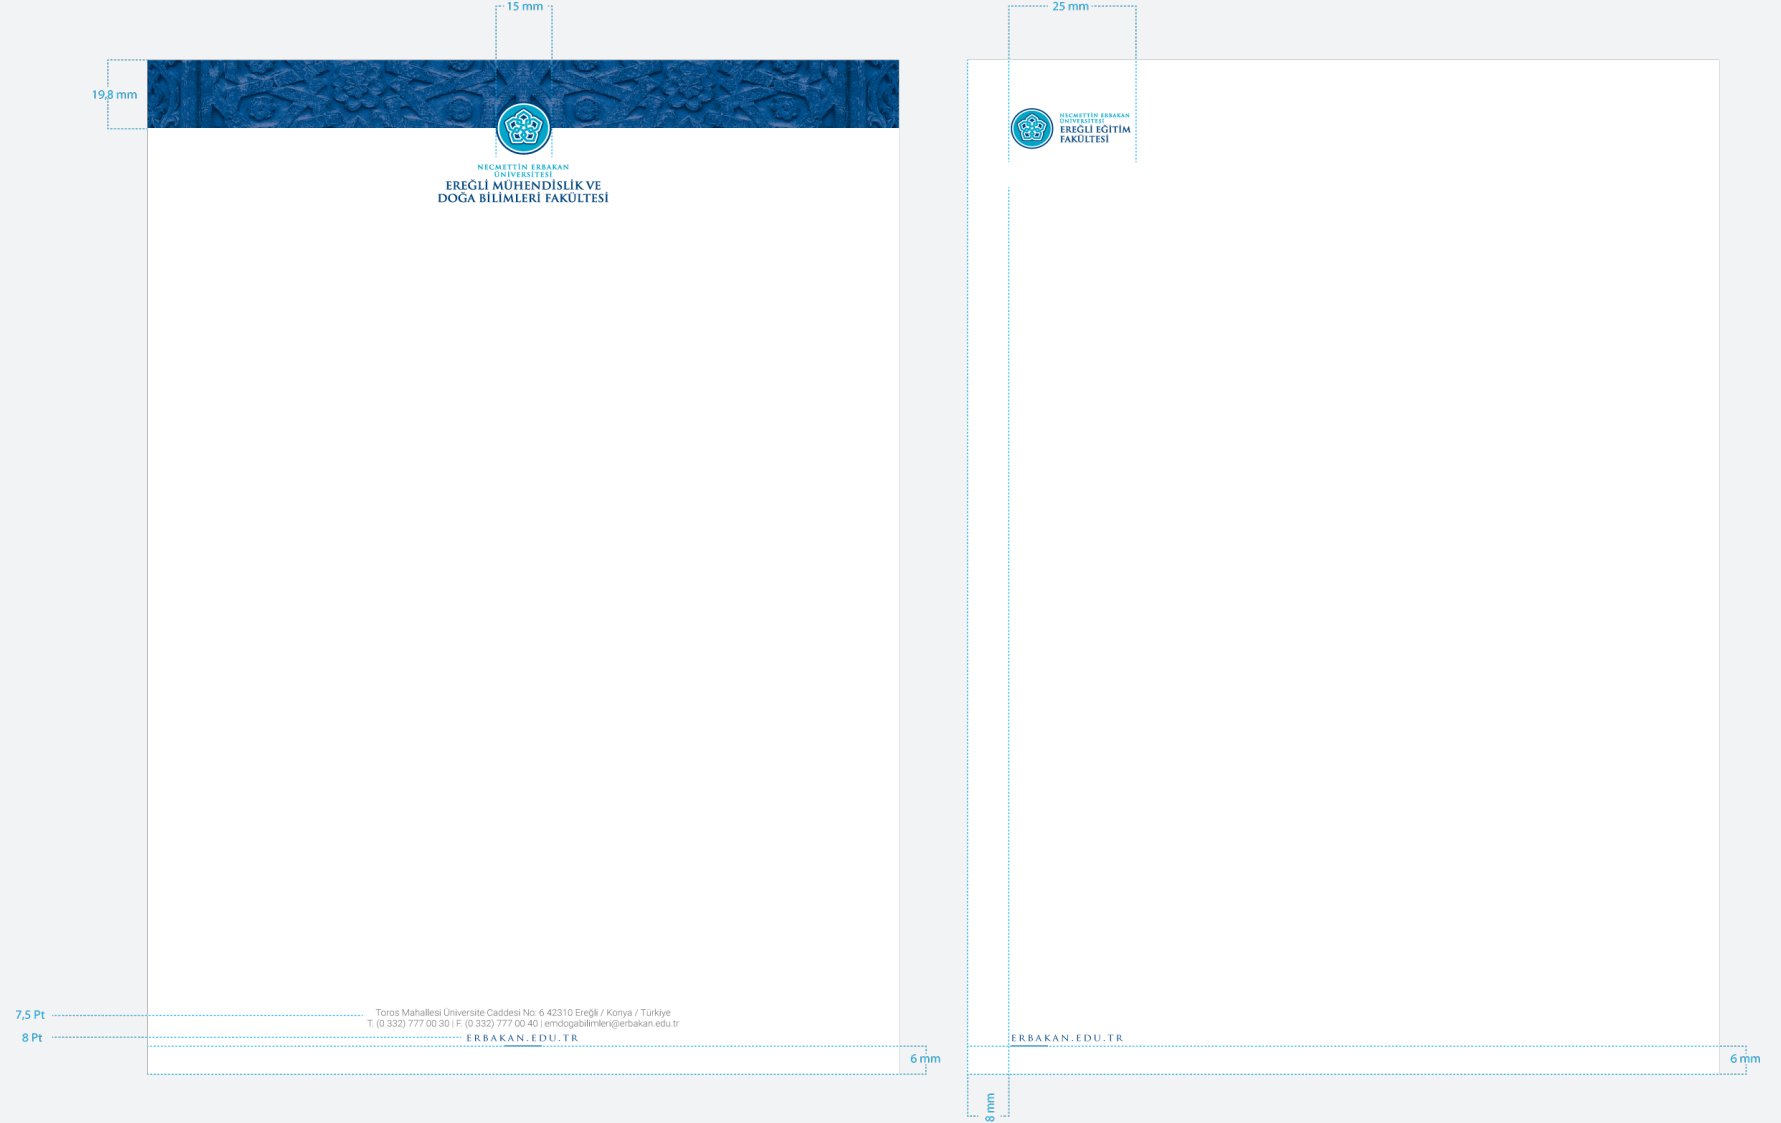 15 mm
25 mm
19,8 mm
NECMETTİN ERBAKAN
ÜNİVERSİTESİ
EREĞLİ MÜHENDİSLİK VE
DOĞA BİLİMLERİ FAKÜLTESİ
NECMETTİN ERBAKAN
ÜNİVERSİTESİ
EREĞLİ EĞİTİM
FAKÜLTESİ
7,5 Pt
Toros Mahallesi Üniversite Caddesi No: 6 42310 Ereğli / Konya / Türkiye
T. (0 332) 777 00 30 | F. (0 332) 777 00 40 | emdogabilimleri@erbakan.edu.tr
8 Pt
ERBAKAN.EDU.TR
6 mm
ERBAKAN.EDU.TR
6 mm
8 mm